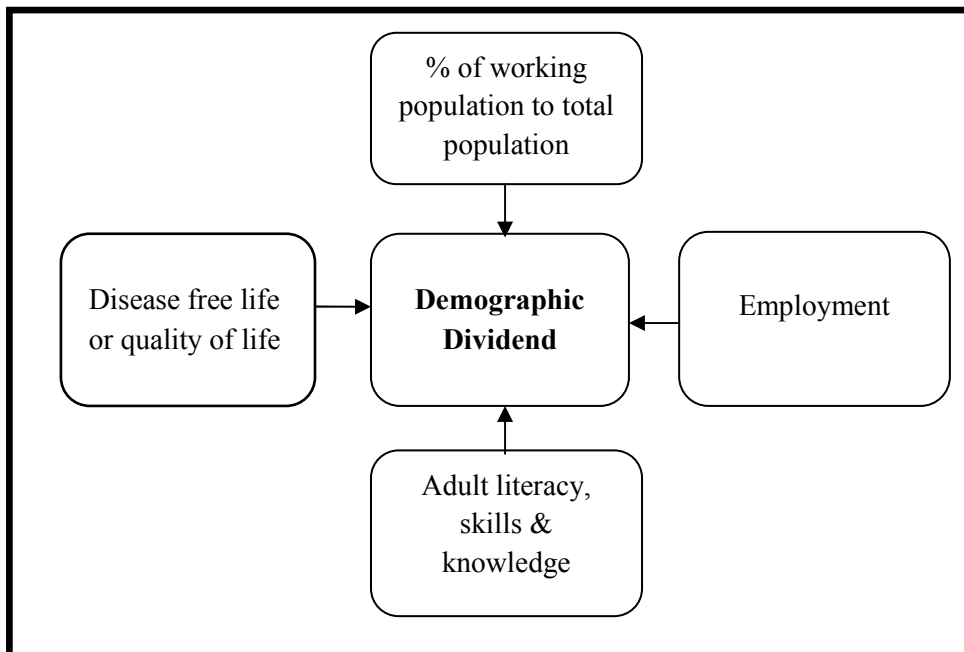 % of working
population to total
population
Disease free life
or quality of life
Demographic
Dividend
Employment
Adult literacy,
skills &
knowledge